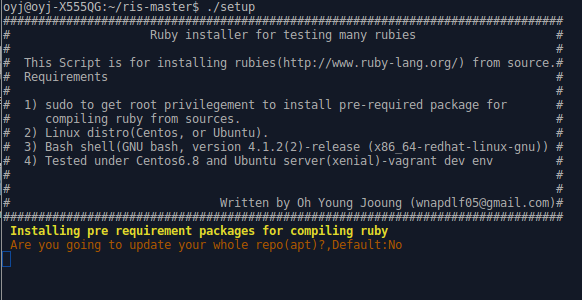 oyj@oyj-X555QG:~/ris-master$ ./setup
################################################################################
#                    Ruby installer for testing many rubies                    #
#                                                                              #
#  This Script is for installing rubies(http://www.ruby-lang.org/) from source.#
#  Requirements                                                                #
#                                                                              #
#  1) sudo to get root privilegement to install pre-required package for       #
#     compiling ruby from sources.                                             #
#  2) Linux distro(Centos, or Ubuntu).                                         #
#  3) Bash shell(GNU bash, version 4.1.2(2)-release (x86_64-redhat-linux-gnu)) #
#  4) Tested under Centos6.8 and Ubuntu server(xenial)-vagrant dev env         #
#                                                                              #
#                                                                              #
#                              Written by Oh Young Jooung (wnapdlf05@gmail.com)#
################################################################################
Installing pre requirement packages for compiling ruby
Are you going to update your whole repo(apt)?,Default:No